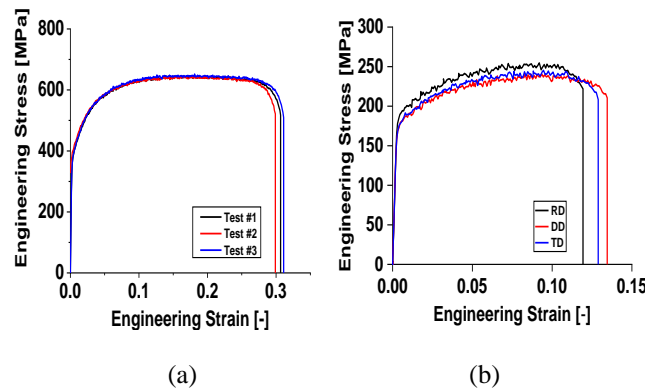 Engineering Stress [MPa]
800
600
400
200
0
Test #1
Test #2
Test #3
0.0
0.1
0.2
0.3
Engineering Strain [-]
(a)
Engineering Stress [MPa]
300
250
200
150
100
50
0
RD
DD
TD
0.00
0.05
0.10
0.15
Engineering Strain [-]
(b)